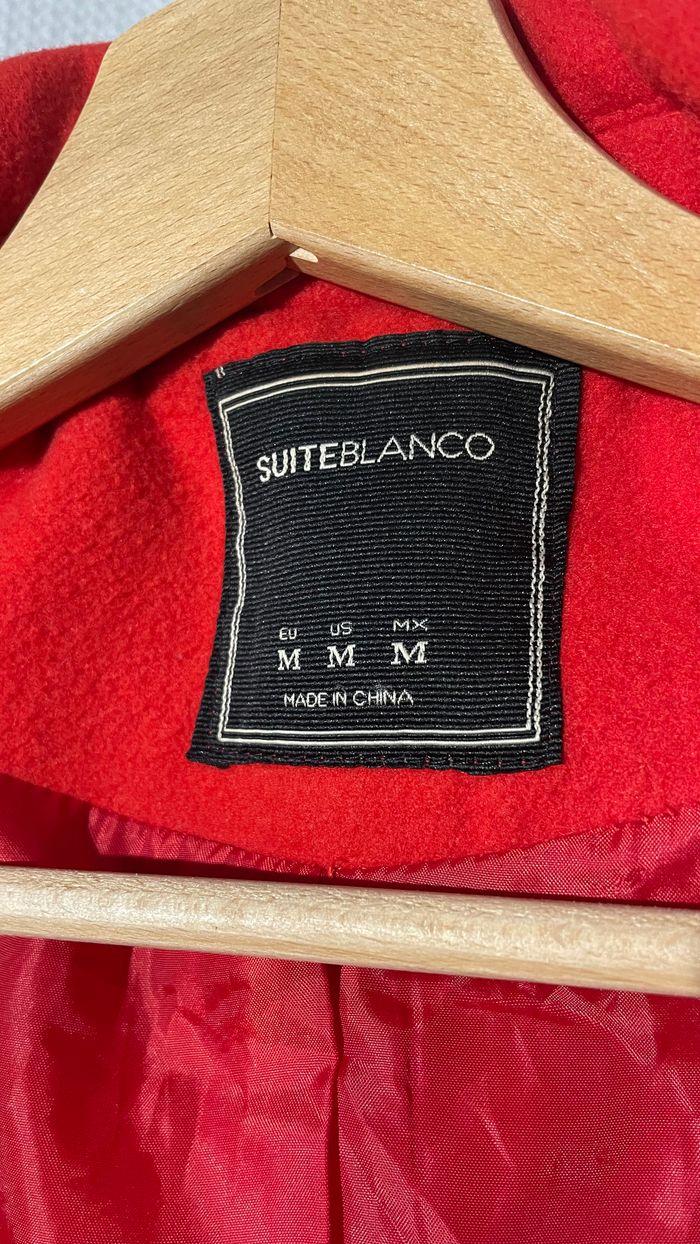 SUITEBLANCO
EU US MX
M M M
MADE IN CHINA